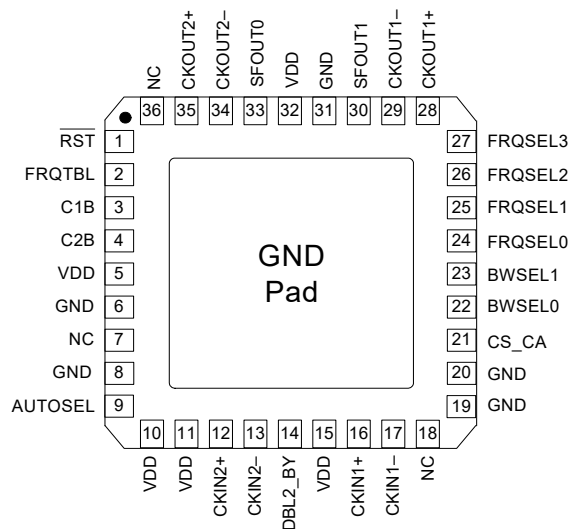 NC
CKOUT2+
CKOUT2–
SFOUT0
VDD
GND
SFOUT1
CKOUT1–
CKOUT1+
36
35
34
33
32
31
30
29
28
RST
1
FRQTBL
2
C1B
3
C2B
4
VDD
5
GND
6
NC
7
GND
8
AUTOSEL
9
GND
Pad
27
FRQSEL3
26
FRQSEL2
25
FRQSEL1
24
FRQSEL0
23
BWSEL1
22
BWSEL0
21
CS_CA
20
GND
19
GND
10
11
12
13
14
15
16
17
18
VDD
VDD
CKIN2+
CKIN2–
DBL2_BY
VDD
CKIN1+
CKIN1–
NC